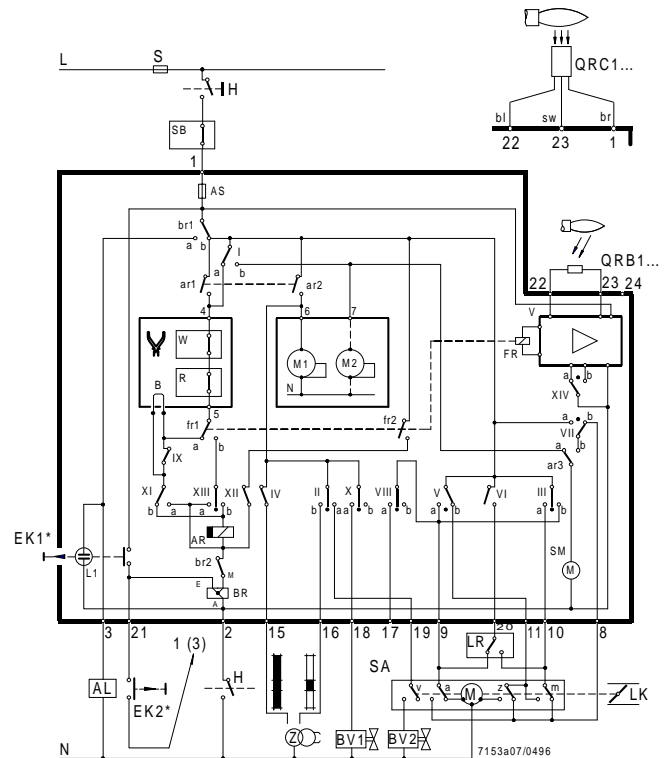 L S
H
QRC1...
SB
bl sw br
22 23 1
1
AS
br1
a b
I
a b
ar1 ar2
QRB1...
22 23 24
V
4 6 7
W
M1 M2
FR
R
N
B
5
a b
XIV
fr1
a b
fr2
a b
VII
a b
ar3
IX
XI XIII XII IV II X VIII V VI III
b a a b b a a b a b a b a b
AR
EK1*
L1
br2
M
E
BR
A
SM
M
3 21 2 15 16 18 17 19 9 20 11 10 8
1 (3)
LR
SA
AL
H
v a M z m
LK
EK2*
Z
BV1 BV2
N
7153a07/0496